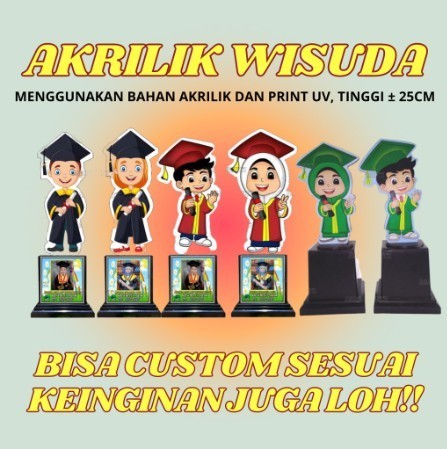 AKRILIK WISUDA
MENGGUNAKAN BAHAN AKRILIK DAN PRINT UV, TINGGI ± 25CM
BISA CUSTOM SESUAI
KEINGINAN JUGA LOH!!